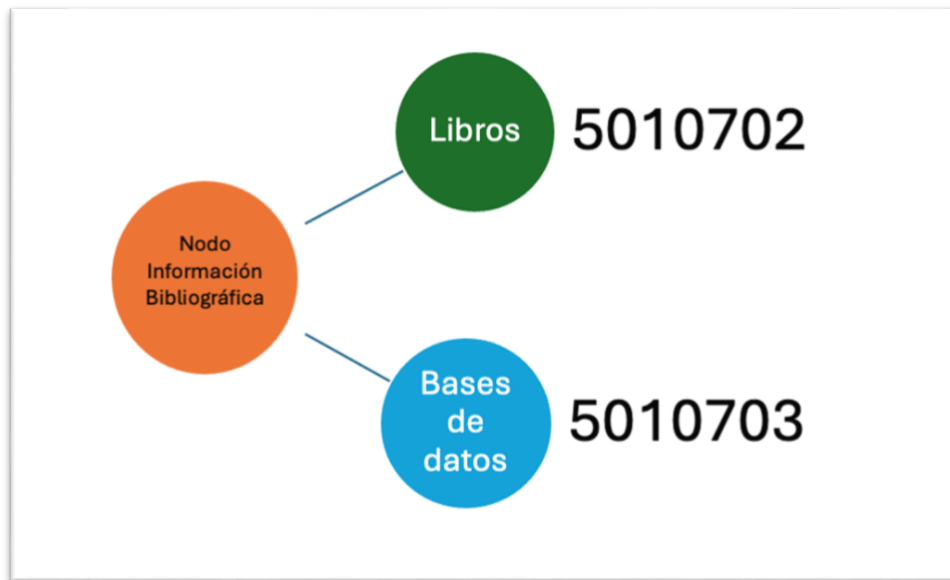 Libros
5010702
Nodo
Información
Bibliográfica
Bases
de
datos
5010703